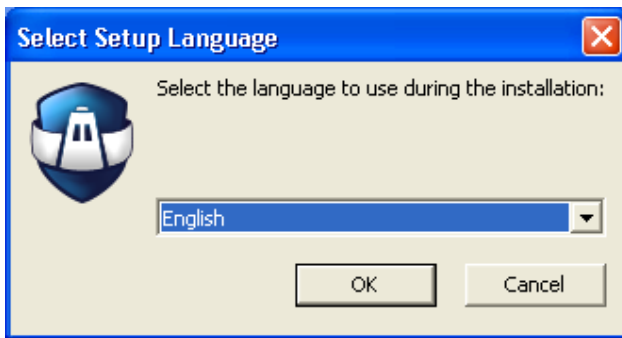 Select Setup Language
Select the language to use during the installation:
English
OK
Cancel